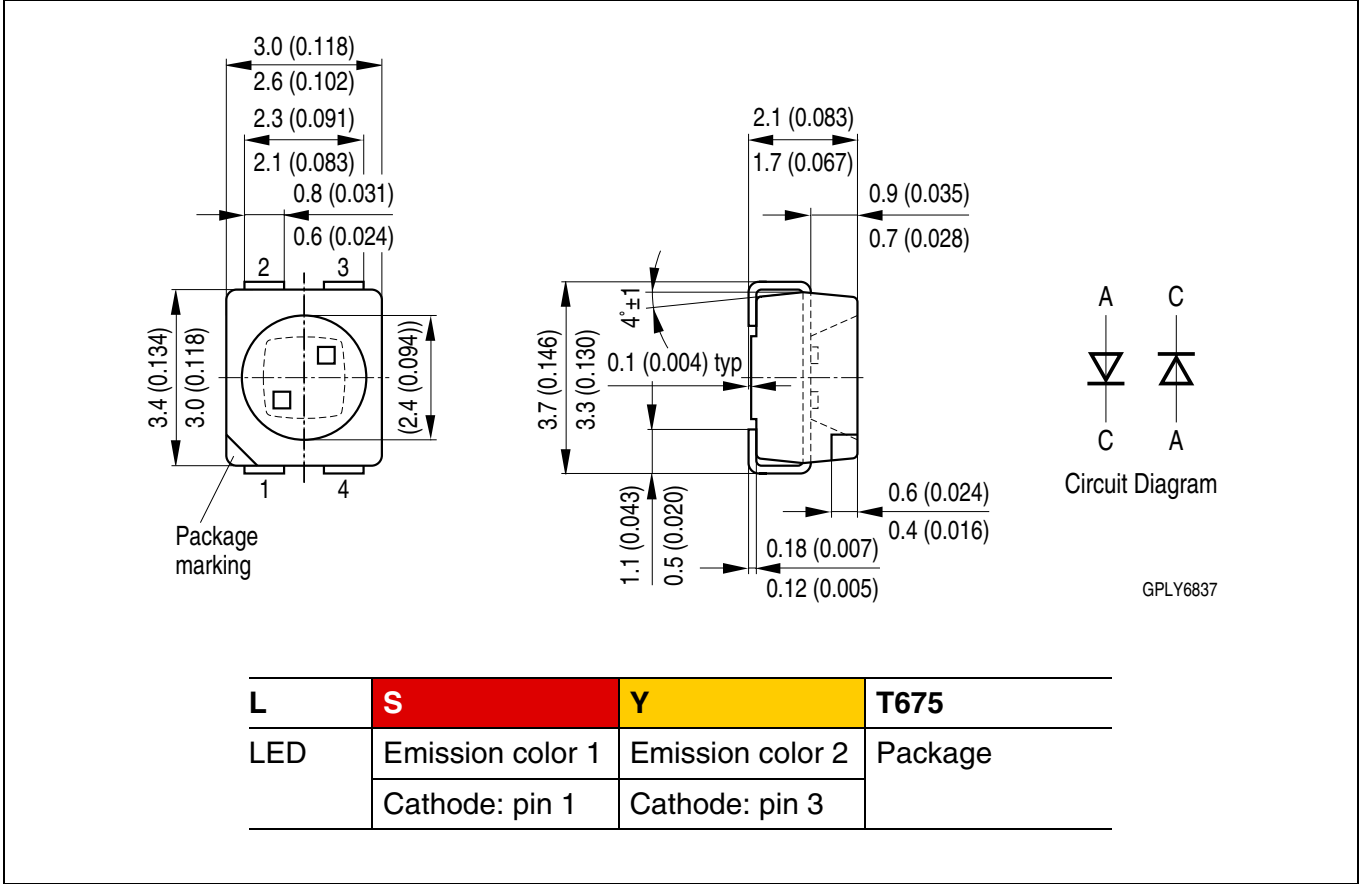 3.0 (0.118)
2.6 (0.102)
2.3 (0.091)
2.1 (0.083)
0.8 (0.031)
0.6 (0.024)
2 3
3.4 (0.134)
3.0 (0.118)
(2.4 (0.094))
1 4
Package
marking
2.1 (0.083)
1.7 (0.067)
0.9 (0.035)
0.7 (0.028)
4°±1
0.1 (0.004) typ
3.7 (0.146)
3.3 (0.130)
1.1 (0.043)
0.5 (0.020)
0.6 (0.024)
0.4 (0.016)
0.18 (0.007)
0.12 (0.005)
A C
C A
Circuit Diagram
GPLY6837
L S Y T675
LED Emission color 1 Emission color 2 Package
Cathode: pin 1 Cathode: pin 3